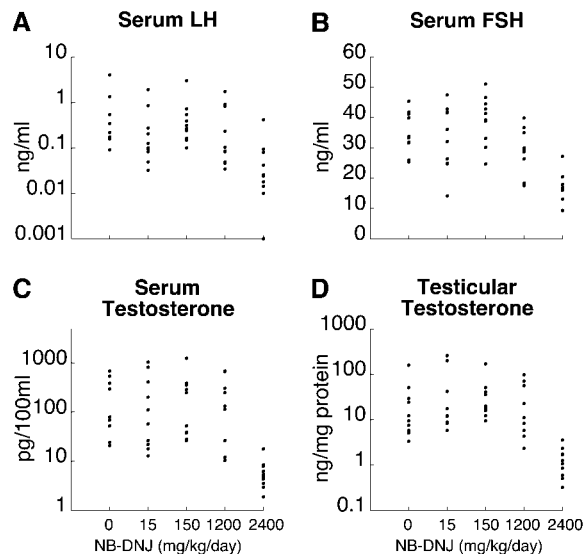 A
Serum LH
10
1
0.1
0.01
0.001
ng/ml
B
Serum FSH
60
50
40
30
20
10
0
ng/ml
C
Serum
Testosterone
1000
100
10
1
pg/100ml
0 15 150 1200 2400
NB-DNJ (mg/kg/day)
D
Testicular
Testosterone
1000
100
10
1
0.1
ng/mg protein
0 15 150 1200 2400
NB-DNJ (mg/kg/day)